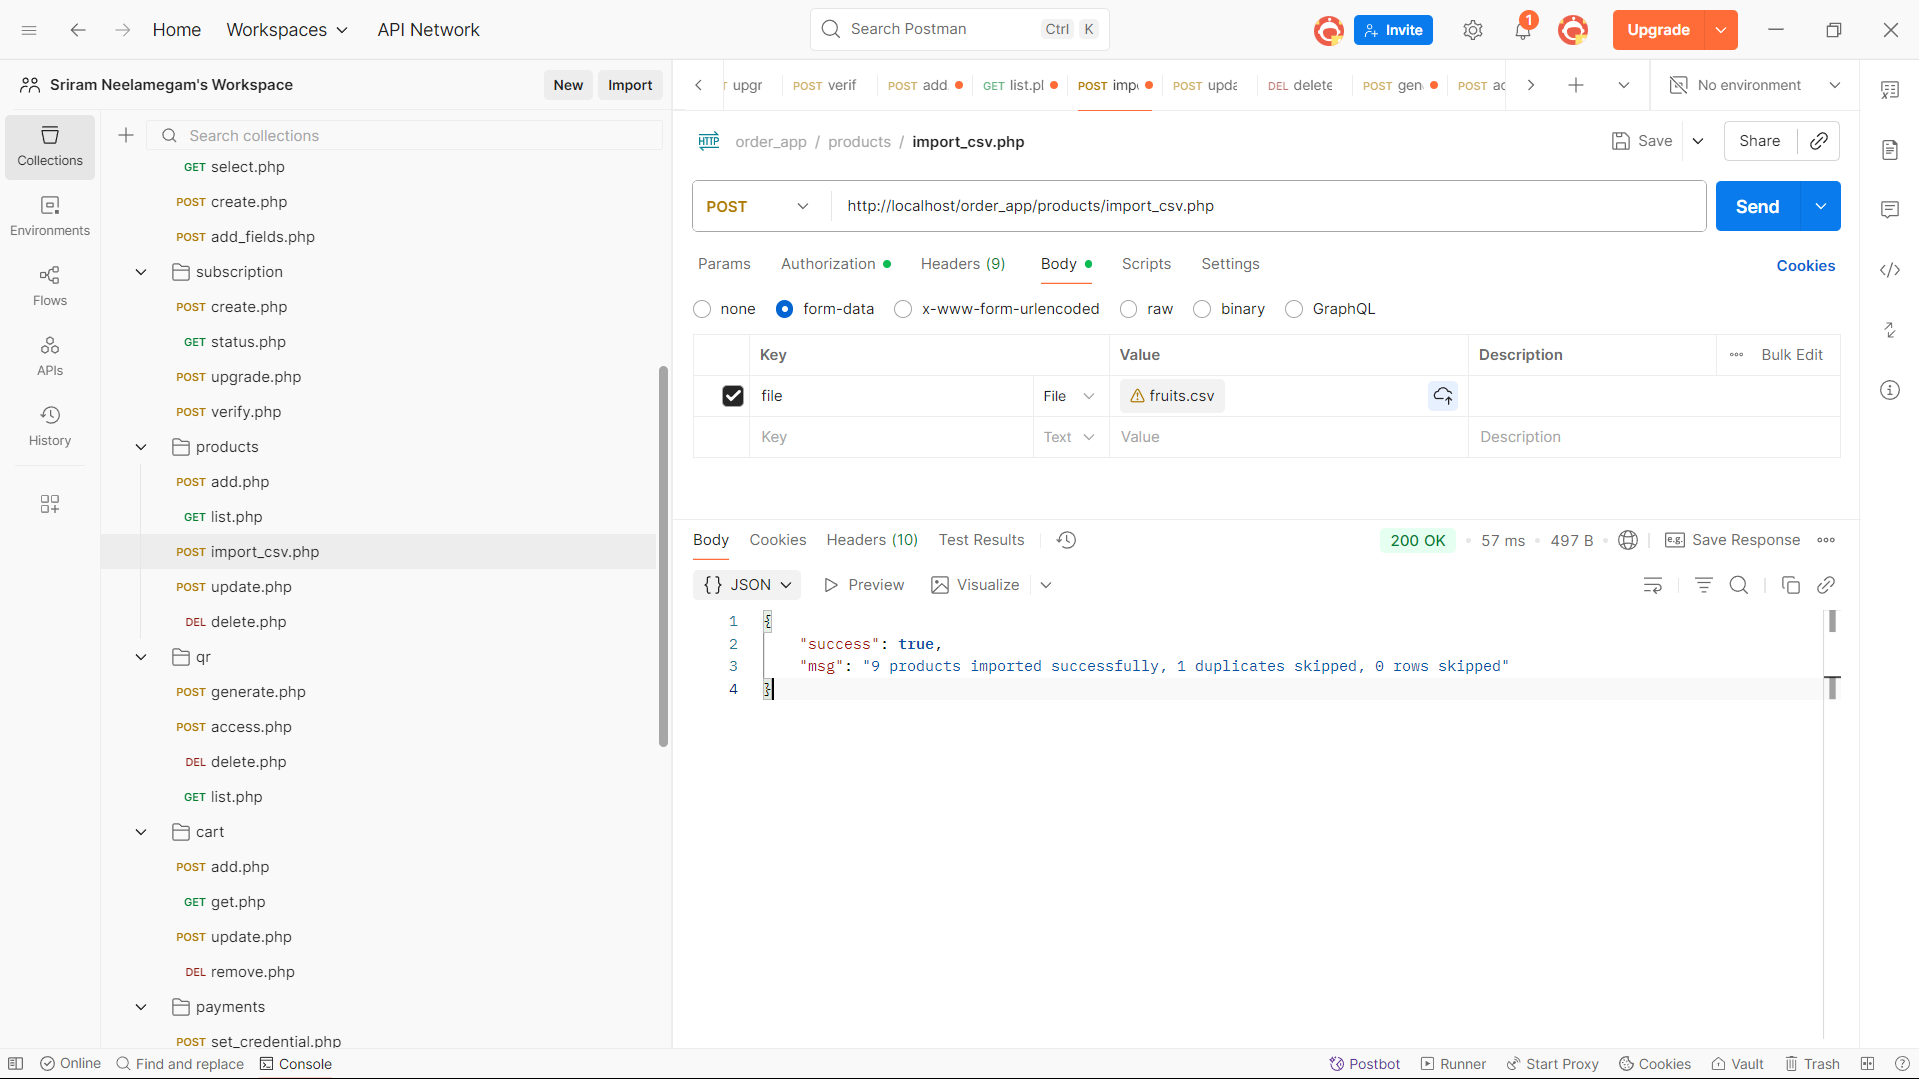 Home
Workspaces
API Network
Search Postman
Ctrl
K
Invite
1
Upgrade
Sriram Neelamegam's Workspace
New
Import
upgr
POST verif
POST add
GET list.pl
POST imp
POST upda
DEL delete
POST gen
POST ac
No environment
Collections
Environments
Flows
APIs
History
Search collections
GET select.php
POST create.php
POST add_fields.php
subscription
POST create.php
GET status.php
POST upgrade.php
POST verify.php
products
POST add.php
GET list.php
POST import_csv.php
POST update.php
DEL delete.php
qr
POST generate.php
POST access.php
DEL delete.php
GET list.php
cart
POST add.php
GET get.php
POST update.php
DEL remove.php
payments
POST set_credential.php
HTTP order_app / products / import_csv.php
Save
Share
POST
http://localhost/order_app/products/import_csv.php
Send
Params
Authorization
Headers (9)
Body
Scripts
Settings
Cookies
none
form-data
x-www-form-urlencoded
raw
binary
GraphQL
Key
Value
Description
Bulk Edit
file
File
fruits.csv
Key
Text
Value
Description
Body
Cookies
Headers (10)
Test Results
200 OK
57 ms
497 B
e.g.
Save Response
{} JSON
Preview
Visualize
1 {
2 "success": true,
3 "msg": "9 products imported successfully, 1 duplicates skipped, 0 rows skipped"
4 }
Online
Find and replace
Console
Postbot
Runner
Start Proxy
Cookies
Vault
Trash